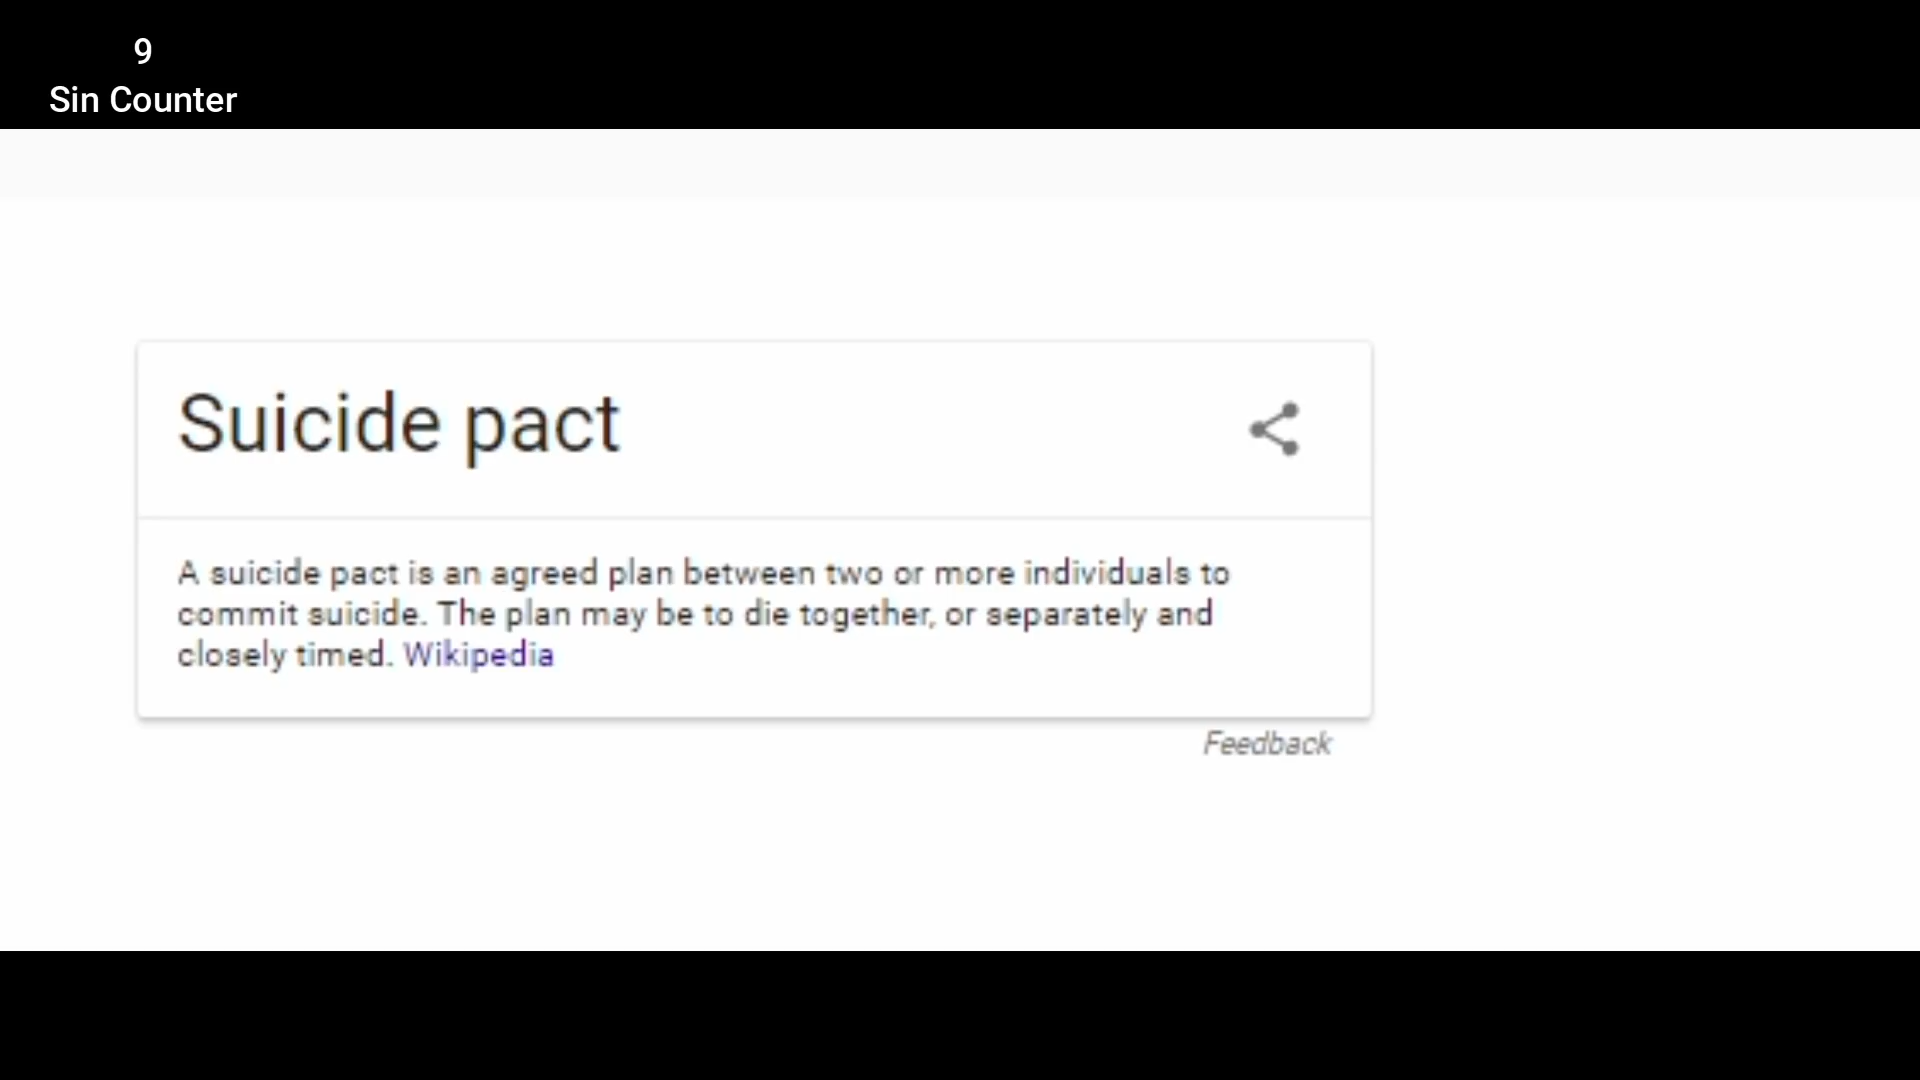 9
Sin Counter
Suicide pact
A suicide pact is an agreed plan between two or more individuals to
commit suicide. The plan may be to die together, or separately and
closely timed. Wikipedia
Feedback